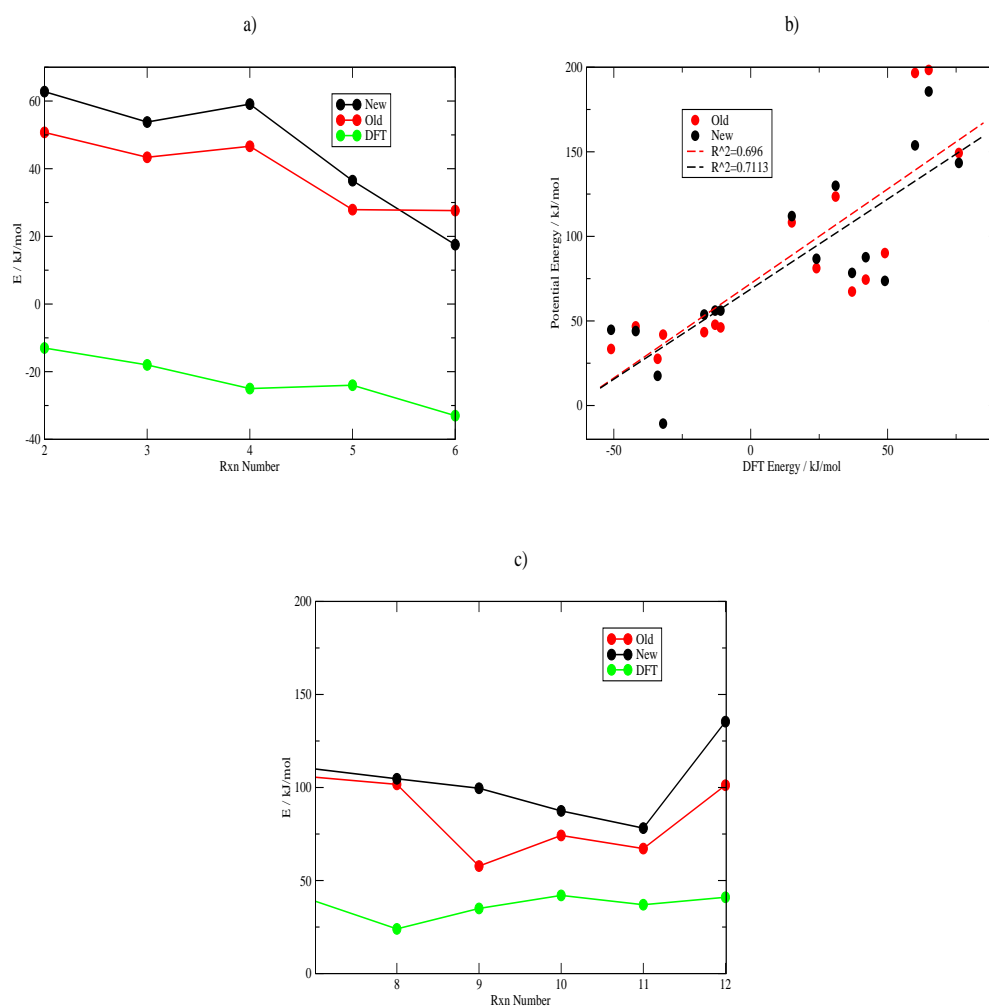 a)
60
40
20
0
-20
-40
E / kJ/mol
2
3
4
5
6
Rxn Number
New
Old
DFT
b)
200
150
100
50
0
Potential Energy / kJ/mol
-50
0
50
DFT Energy / kJ/mol
Old
New
R^2=0.696
R^2=0.7113
c)
200
150
100
50
0
E / kJ/mol
8
9
10
11
12
Rxn Number
Old
New
DFT